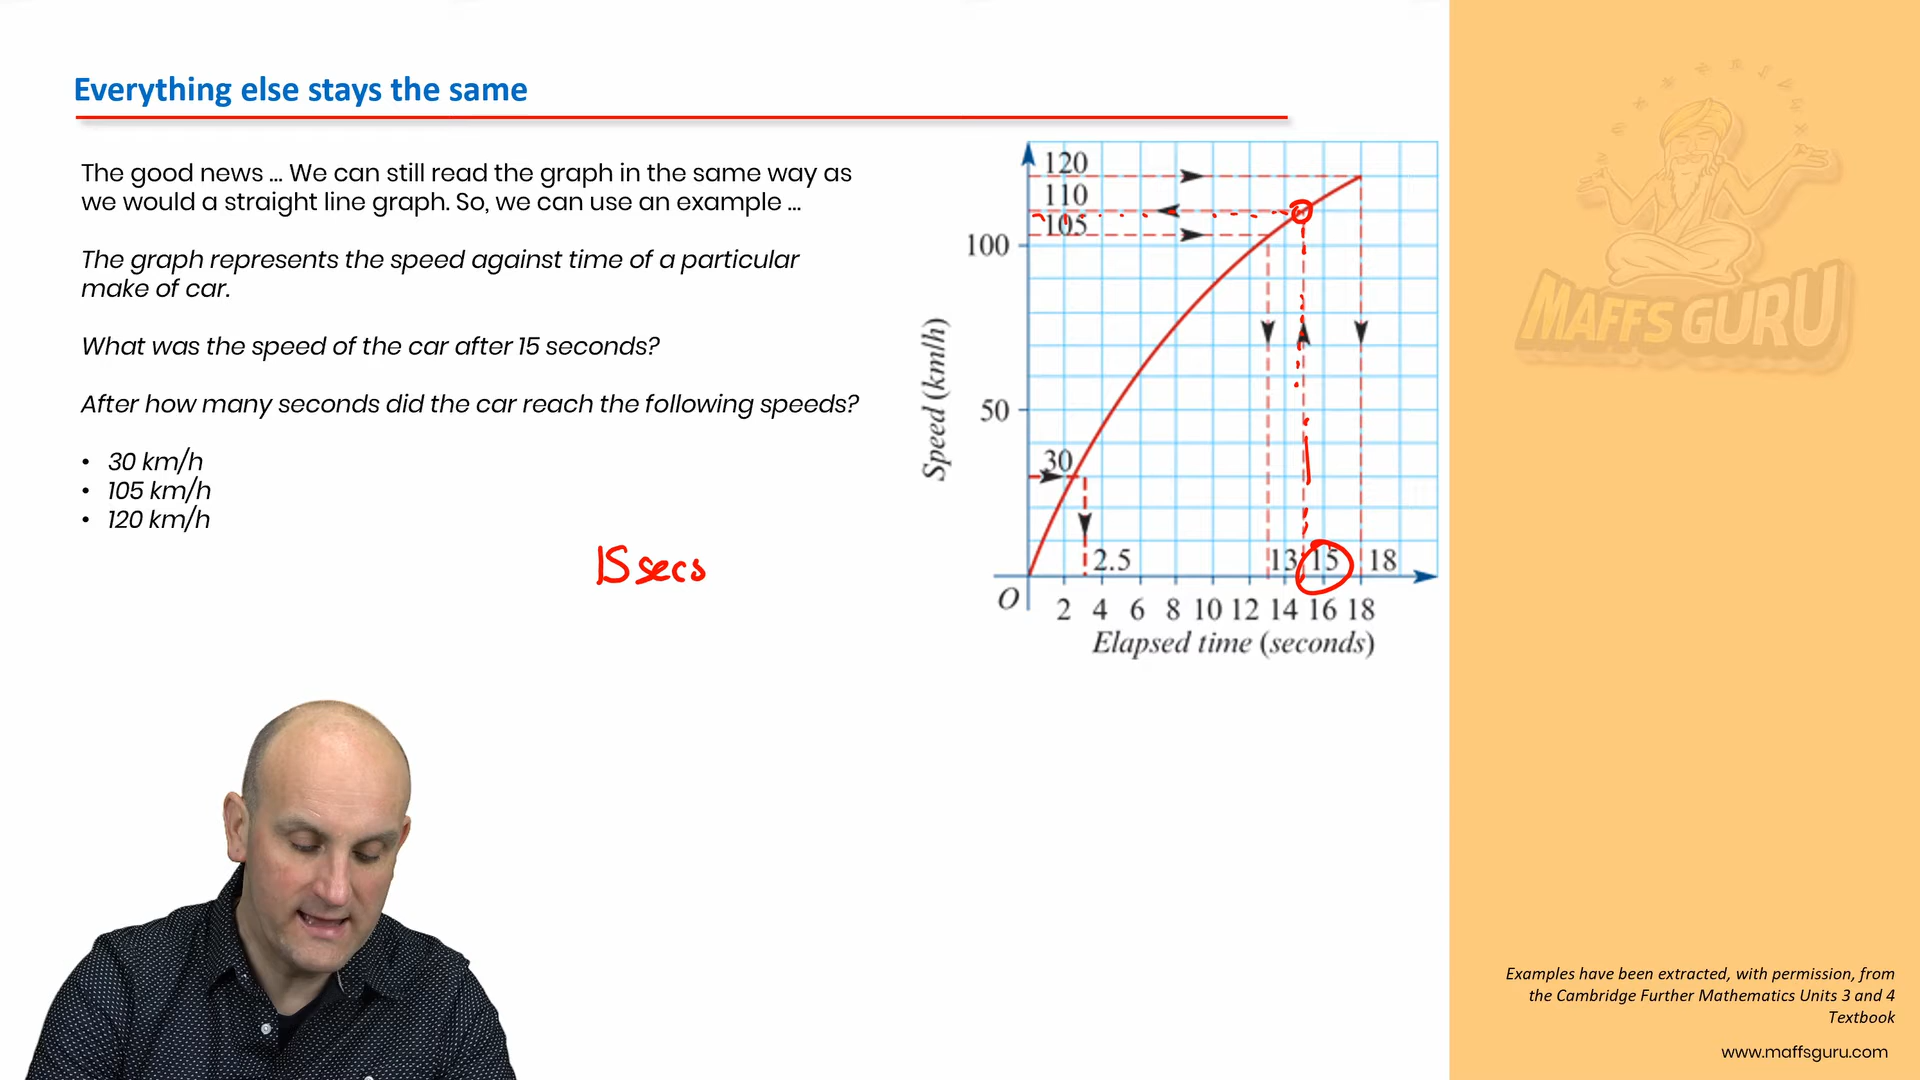 Everything else stays the same
The good news ... We can still read the graph in the same way as
we would a straight line graph. So, we can use an example ...
The graph represents the speed against time of a particular
make of car.
What was the speed of the car after 15 seconds?
After how many seconds did the car reach the following speeds?
• 30 km/h
• 105 km/h
• 120 km/h
15 secs
120
110
105
100
50
30
Speed (km/h)
2.5 13 15 18
O 2 4 6 8 10 12 14 16 18
Elapsed time (seconds)
MAFFS GURU
Examples have been extracted, with permission, from
the Cambridge Further Mathematics Units 3 and 4
Textbook
www.maffsguru.com